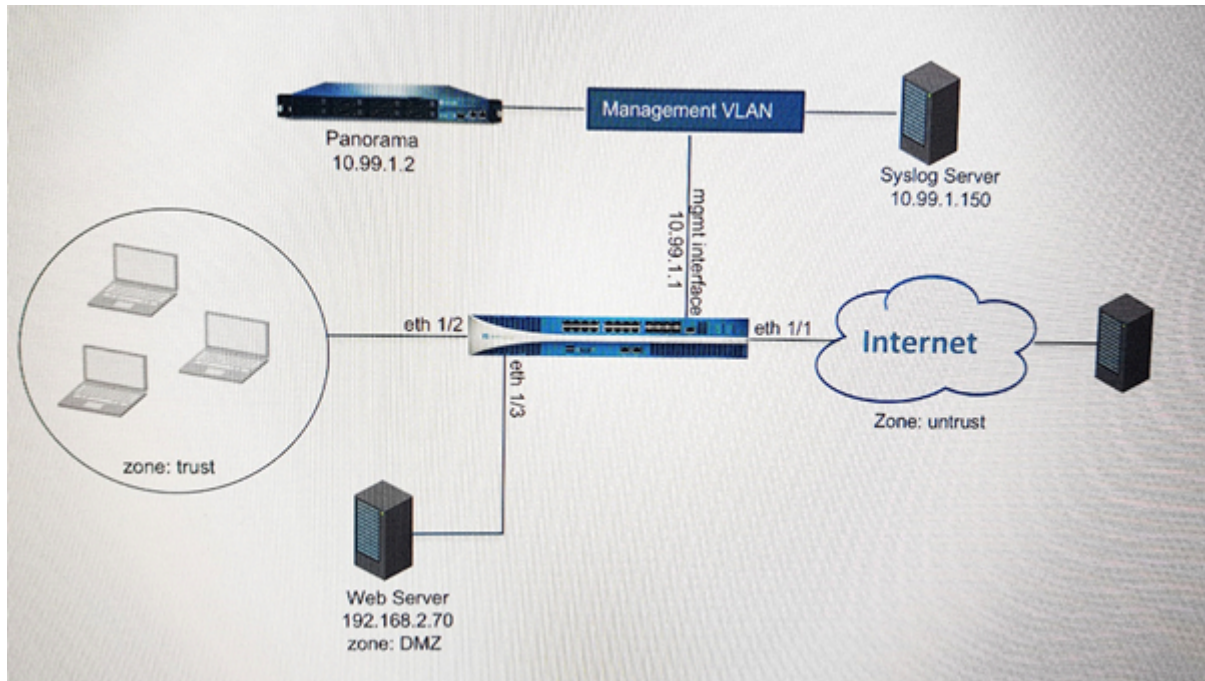 Panorama
10.99.1.2
Management VLAN
Syslog Server
10.99.1.150
mgmt interface
10.99.1.1
eth 1/2
eth 1/1
eth 1/3
Internet
Zone: untrust
zone: trust
Web Server
192.168.2.70
zone: DMZ